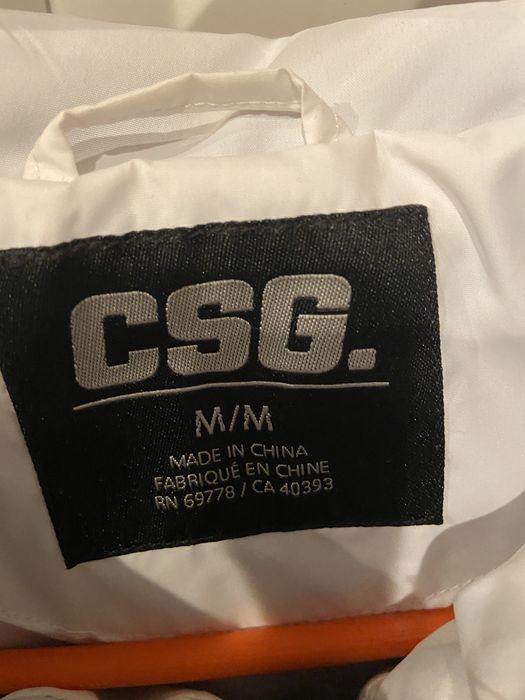 CSG.
M/M
MADE IN CHINA
FABRIQUÉ EN CHINE
RN 69778 / CA 40393